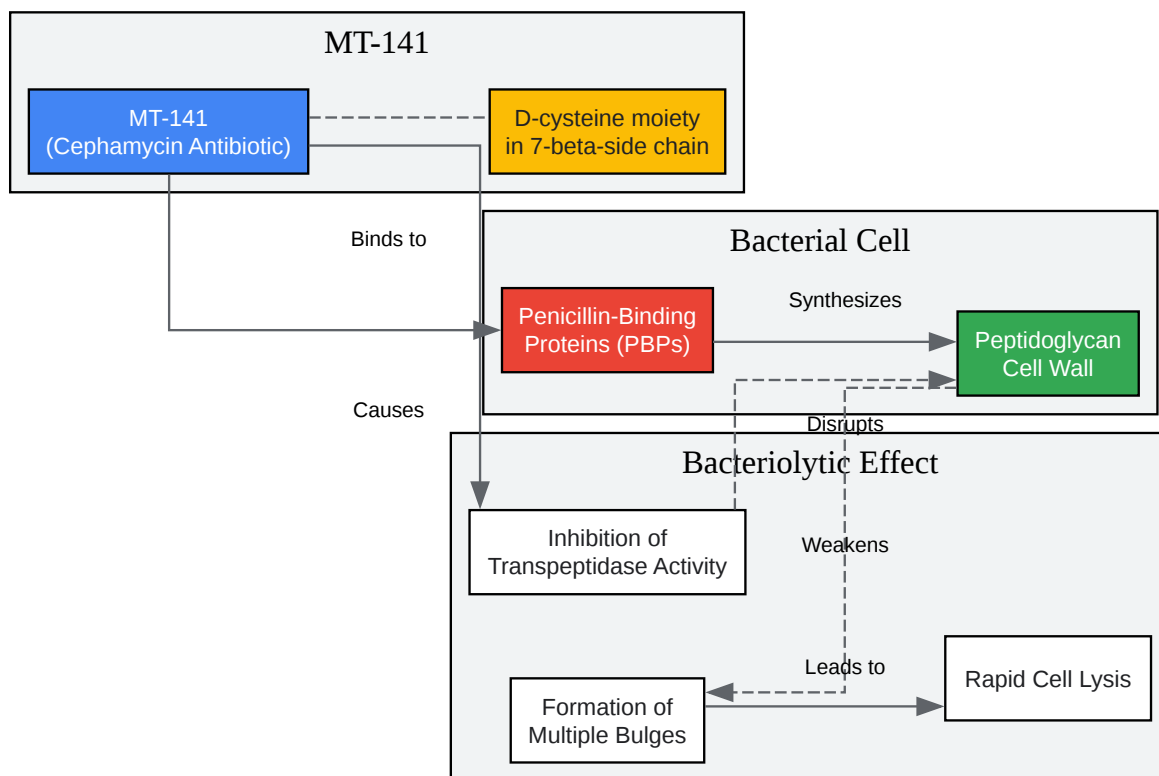 MT-141
MT-141
(Cephamycin Antibiotic)
D-cysteine moiety
in 7-beta-side chain
Binds to
Bacterial Cell
Penicillin-Binding
Proteins (PBPs)
Synthesizes
Peptidoglycan
Cell Wall
Causes
Disrupts
Bacteriolytic Effect
Inhibition of
Transpeptidase Activity
Weakens
Leads to
Formation of
Multiple Bulges
Rapid Cell Lysis